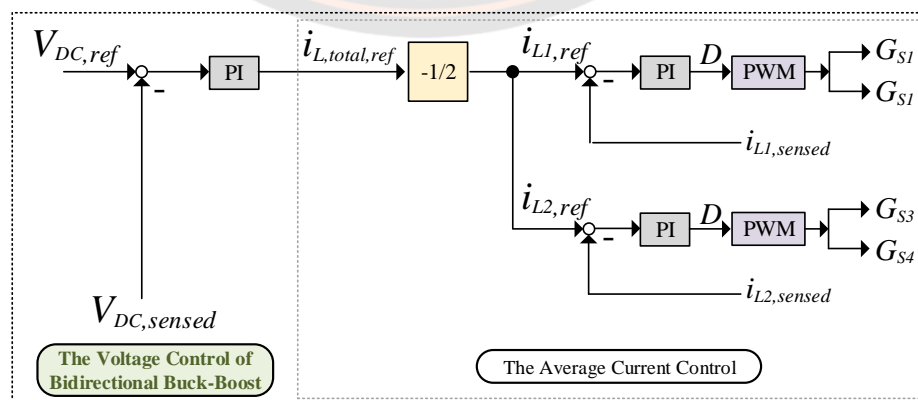 V_DC,ref
PI
i_L,total,ref
-1/2
i_L1,ref
PI
D
PWM
G_S1
G_S1
-
-
i_L1,sensed
i_L2,ref
PI
D
PWM
G_S3
G_S4
-
i_L2,sensed
V_DC,sensed
The Voltage Control of
Bidirectional Buck-Boost
The Average Current Control